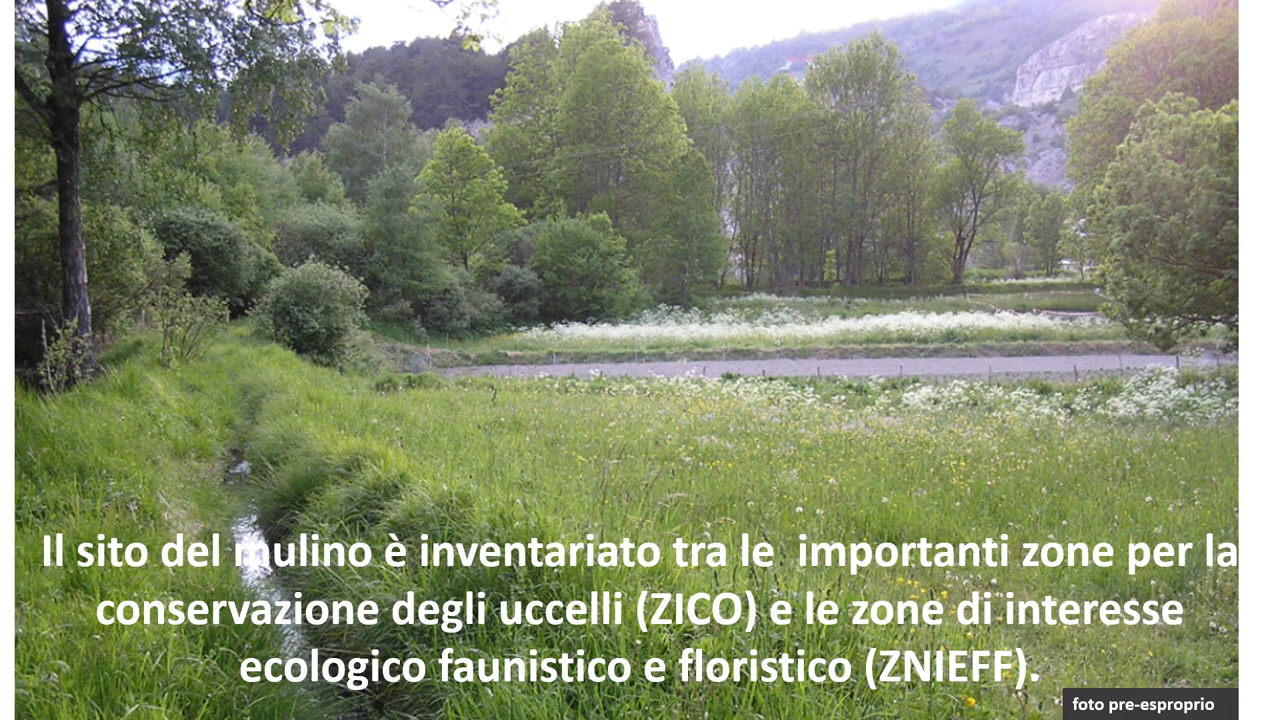 Il sito del mulino è inventariato tra le  importanti zone per la
conservazione degli uccelli (ZICO) e le zone di interesse
ecologico faunistico e floristico (ZNIEFF).
foto pre-esproprio